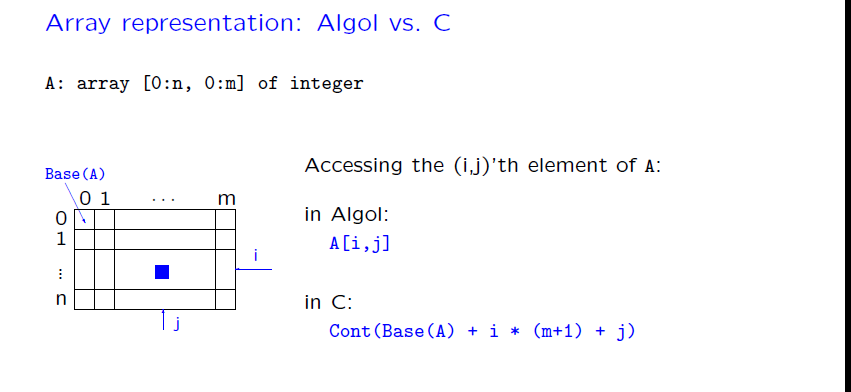 Array representation: Algol vs. C
A: array [0:n, 0:m] of integer
Accessing the (i,j)'th element of A:
Base(A)
0 1 ... m
0
1
⋮
n
i
j
in Algol:
A[i,j]
in C:
Cont(Base(A) + i * (m+1) + j)